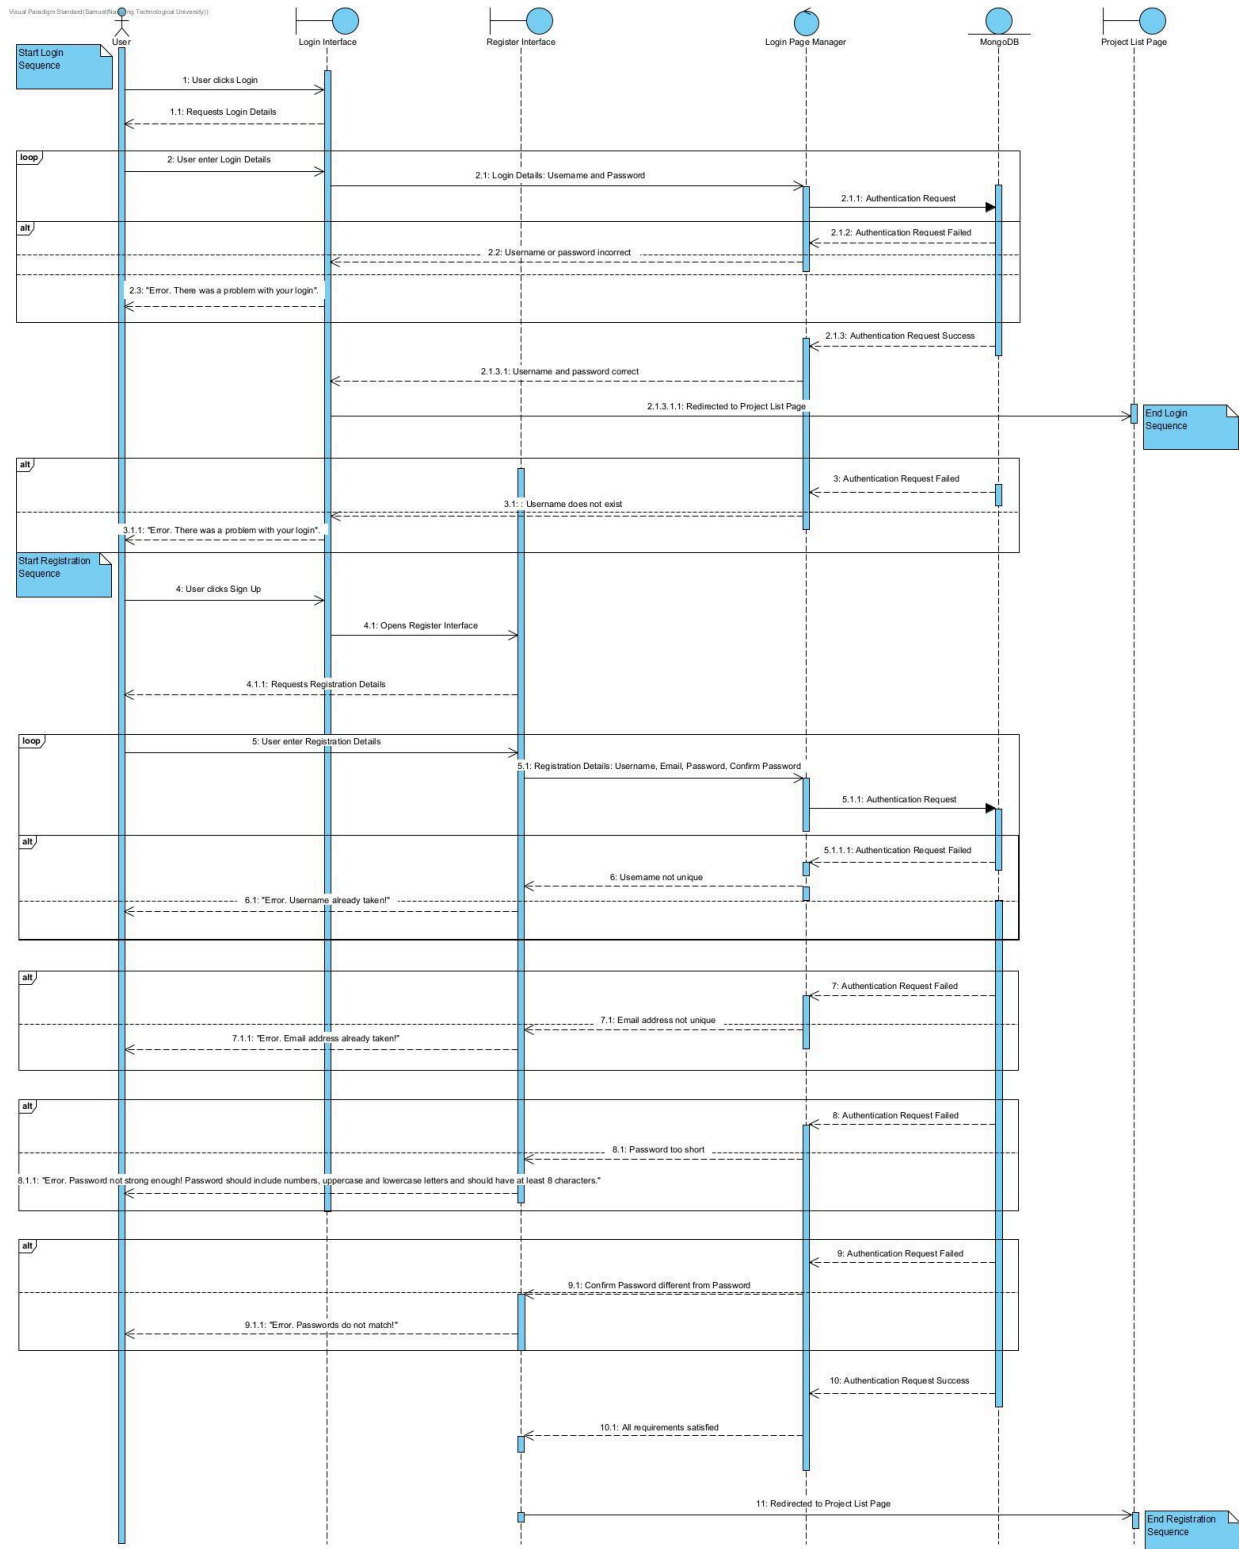 Visual Paradigm Standard(Samuel(Nanyang Technological University))
User
Login Interface
Register Interface
Login Page Manager
MongoDB
Project List Page
Start Login
Sequence
1: User clicks Login
1.1: Requests Login Details
loop
2: User enter Login Details
2.1: Login Details: Username and Password
2.1.1: Authentication Request
alt
2.1.2: Authentication Request Failed
2.2: Username or password incorrect
2.3: "Error. There was a problem with your login".
2.1.3: Authentication Request Success
2.1.3.1: Username and password correct
2.1.3.1.1: Redirected to Project List Page
End Login
Sequence
alt
3: Authentication Request Failed
3.1: : Username does not exist
3.1.1: "Error. There was a problem with your login".
Start Registration
Sequence
4: User clicks Sign Up
4.1: Opens Register Interface
4.1.1: Requests Registration Details
loop
5: User enter Registration Details
5.1: Registration Details: Username, Email, Password, Confirm Password
5.1.1: Authentication Request
alt
5.1.1.1: Authentication Request Failed
6: Username not unique
6.1: "Error. Username already taken!"
alt
7: Authentication Request Failed
7.1: Email address not unique
7.1.1: "Error. Email address already taken!"
alt
8: Authentication Request Failed
8.1: Password too short
8.1.1: "Error. Password not strong enough! Password should include numbers, uppercase and lowercase letters and should have at least 8 characters."
alt
9: Authentication Request Failed
9.1: Confirm Password different from Password
9.1.1: "Error. Passwords do not match!"
10: Authentication Request Success
10.1: All requirements satisfied
11: Redirected to Project List Page
End Registration
Sequence